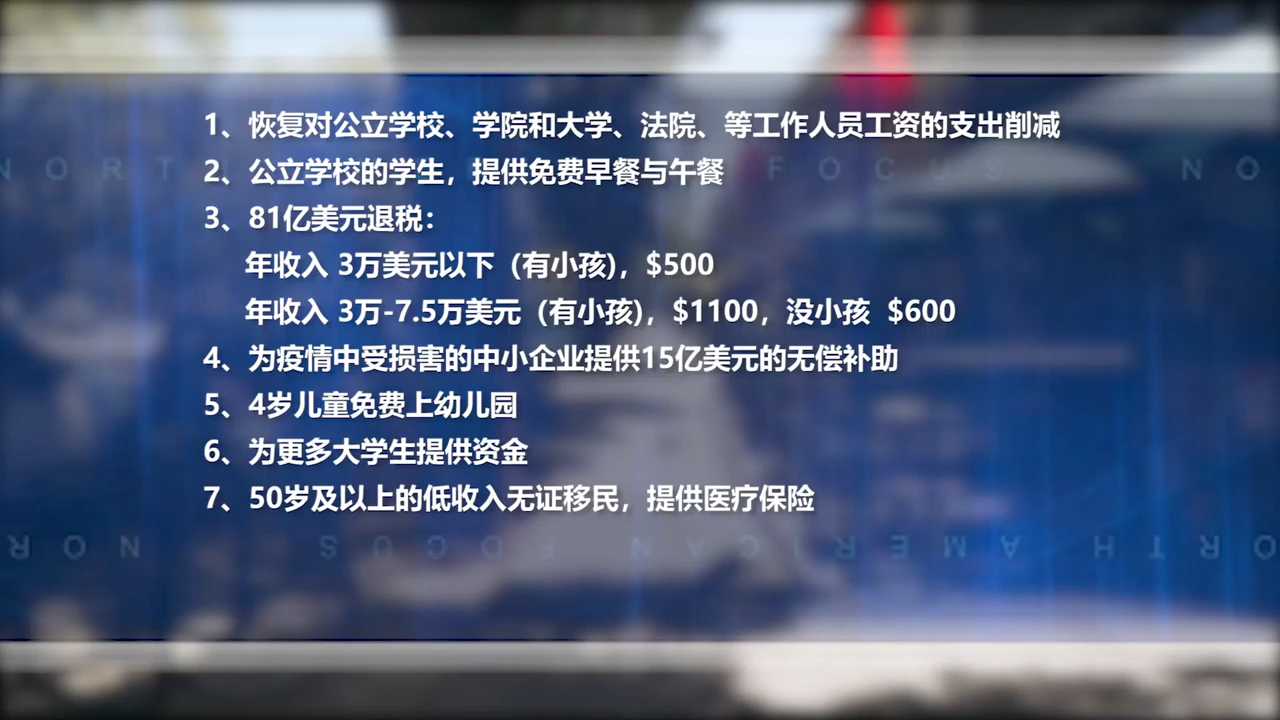 1、恢复对公立学校、学院和大学、法院、等工作人员工资的支出削减
NORT FOCUS NO
2、公立学校的学生，提供免费早餐与午餐
3、81亿美元退税：
年收入 3万美元以下（有小孩），$500
年收入 3万-7.5万美元（有小孩），$1100，没小孩 $600
4、为疫情中受损害的中小企业提供15亿美元的无偿补助
5、4岁儿童免费上幼儿园
6、为更多大学生提供资金
7、50岁及以上的低收入无证移民，提供医疗保险
ORTH AMERICAN FOCUS NOR